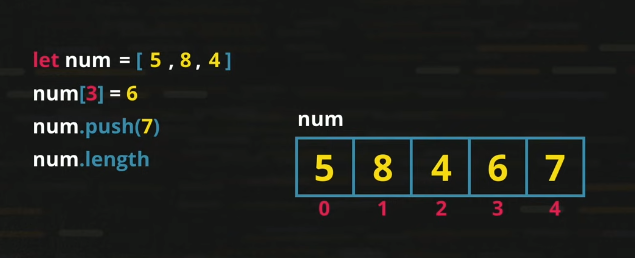 let num = [ 5 , 8 , 4 ]
num[3] = 6
num.push(7)
num.length
num
5 8 4 6 7
0 1 2 3 4